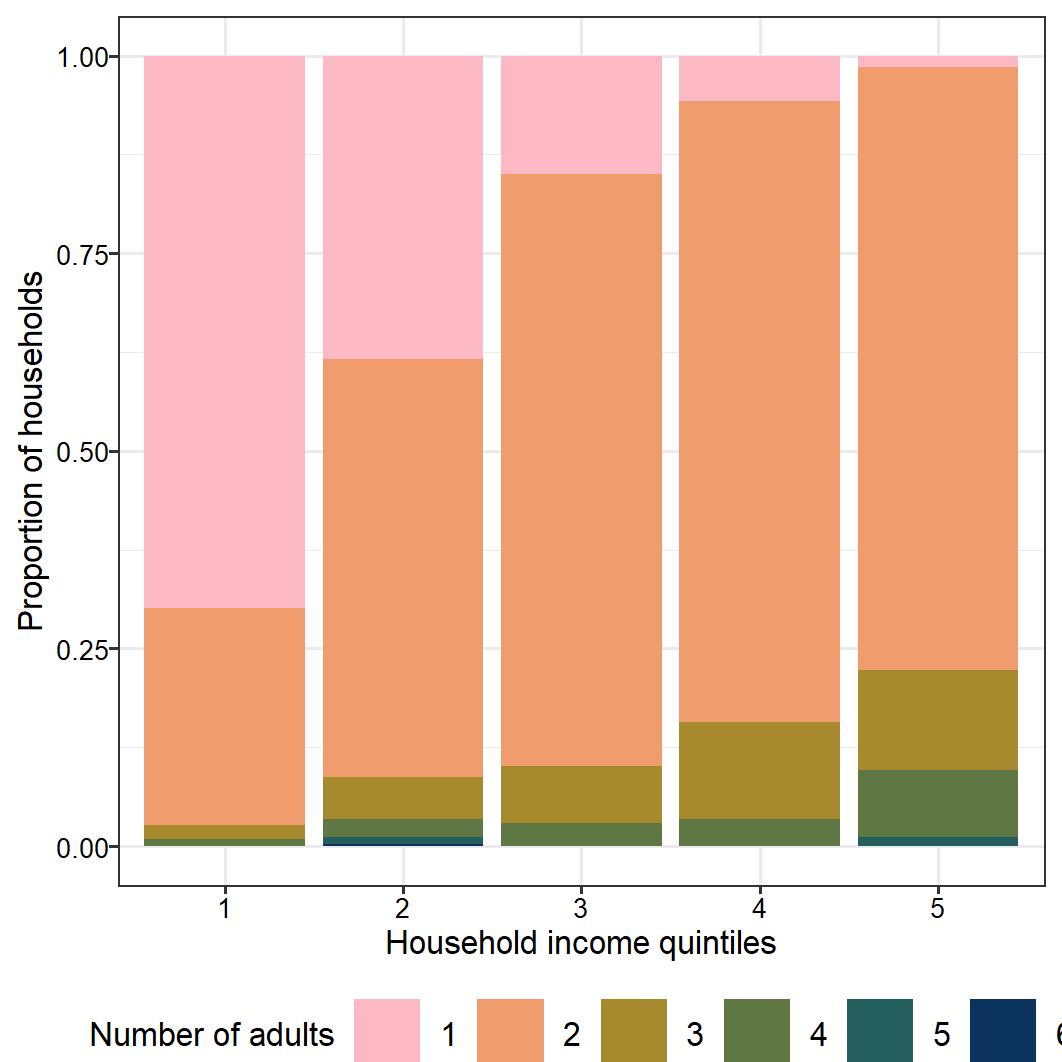 1.00
0.75
0.50
0.25
0.00
Proportion of households
1 2 3 4 5
Household income quintiles
Number of adults 1 2 3 4 5 6